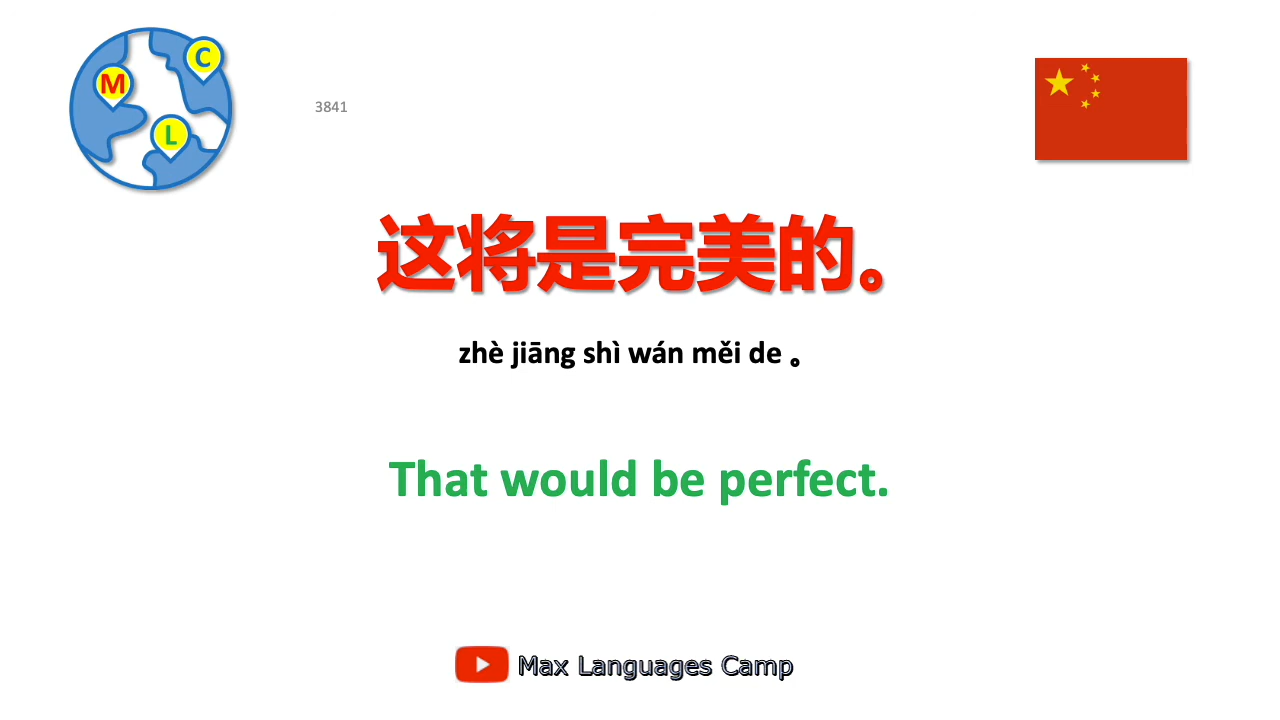 C
M
L
3841
这将是完美的。
zhè jiāng shì wán měi de 。
That would be perfect.
Max Languages Camp